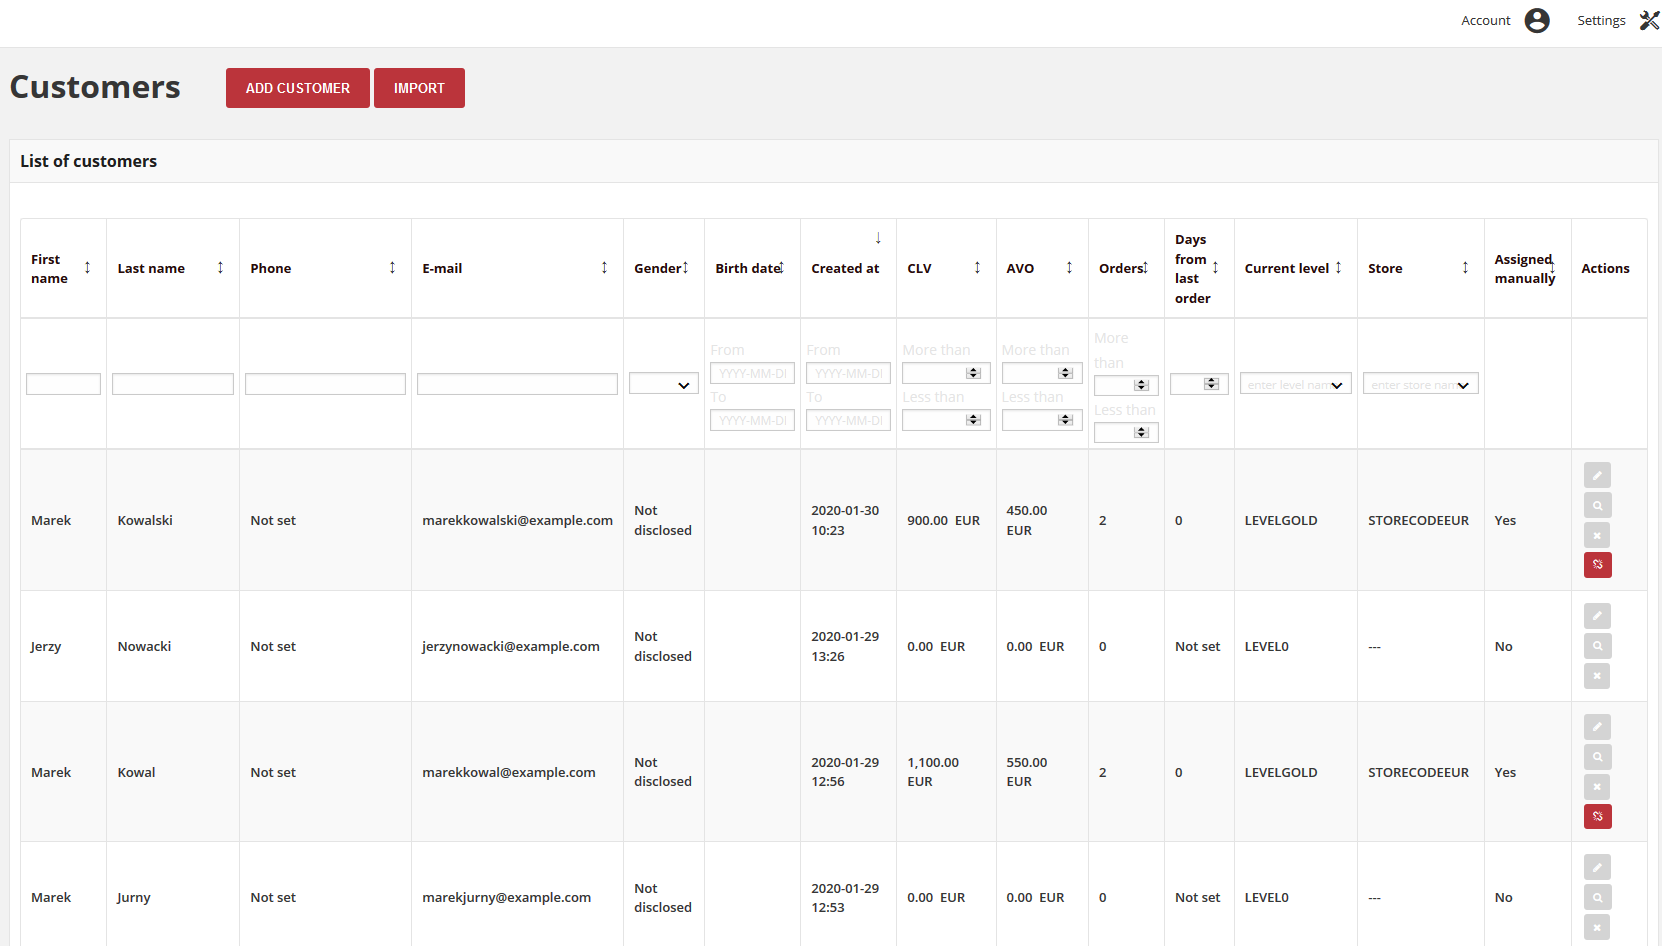 Account Settings
Customers ADD CUSTOMER IMPORT
List of customers
First name Last name Phone E-mail Gender Birth date Created at CLV AVO Orders Days from last order Current level Store Assigned manually Actions
From From More than More than More than
YYYY-MM-DI YYYY-MM-DI enter level nam enter store nam
To To Less than Less than Less than
YYYY-MM-DI YYYY-MM-DI
Marek Kowalski Not set marekkowalski@example.com Not disclosed 2020-01-30 10:23 900.00 EUR 450.00 EUR 2 0 LEVELGOLD STORECODEEUR Yes
Jerzy Nowacki Not set jerzynowacki@example.com Not disclosed 2020-01-29 13:26 0.00 EUR 0.00 EUR 0 Not set LEVEL0 --- No
Marek Kowal Not set marekkowal@example.com Not disclosed 2020-01-29 12:56 1,100.00 EUR 550.00 EUR 2 0 LEVELGOLD STORECODEEUR Yes
Marek Jurny Not set marekjurny@example.com Not disclosed 2020-01-29 12:53 0.00 EUR 0.00 EUR 0 Not set LEVEL0 --- No